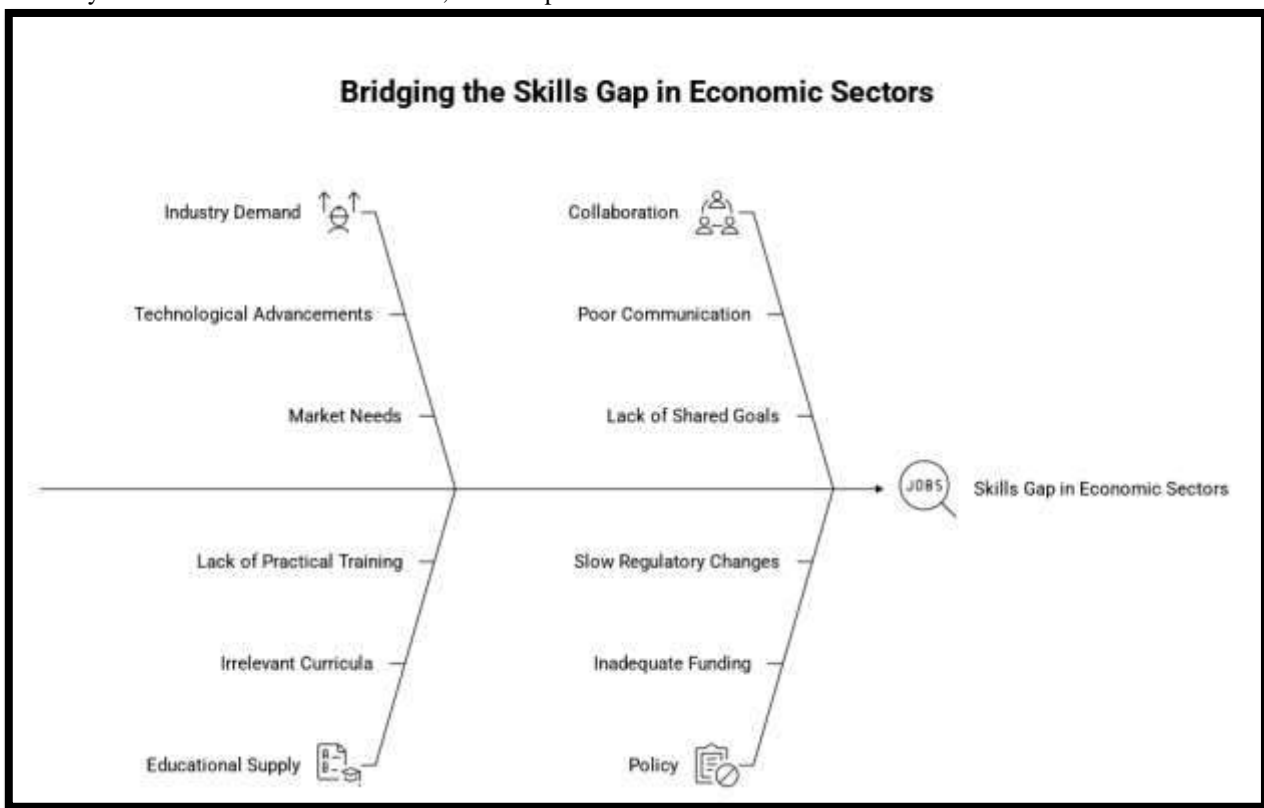 Bridging the Skills Gap in Economic Sectors
Industry Demand
Collaboration
Technological Advancements
Poor Communication
Market Needs
Lack of Shared Goals
JOBS
Skills Gap in Economic Sectors
Lack of Practical Training
Slow Regulatory Changes
Irrelevant Curricula
Inadequate Funding
Educational Supply
A-
B-
Policy